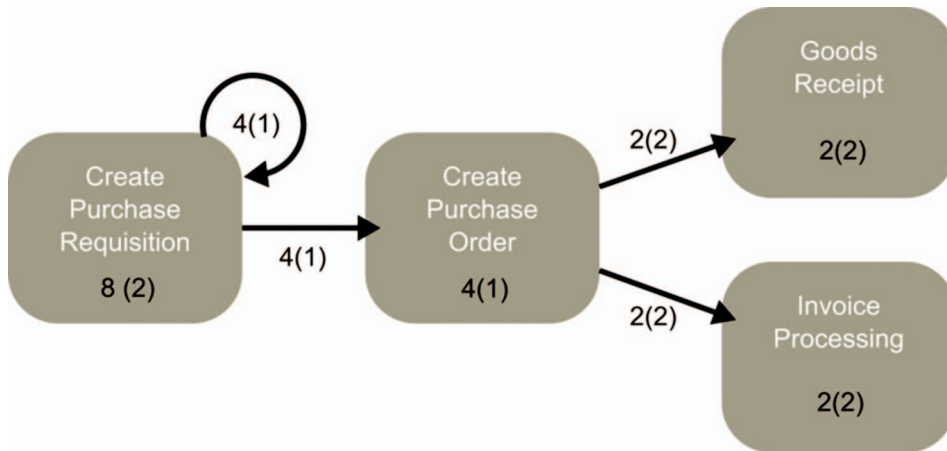 4(1)
Create
Purchase
Requisition
8 (2)
4(1)
Create
Purchase
Order
4(1)
2(2)
2(2)
Goods
Receipt
2(2)
Invoice
Processing
2(2)